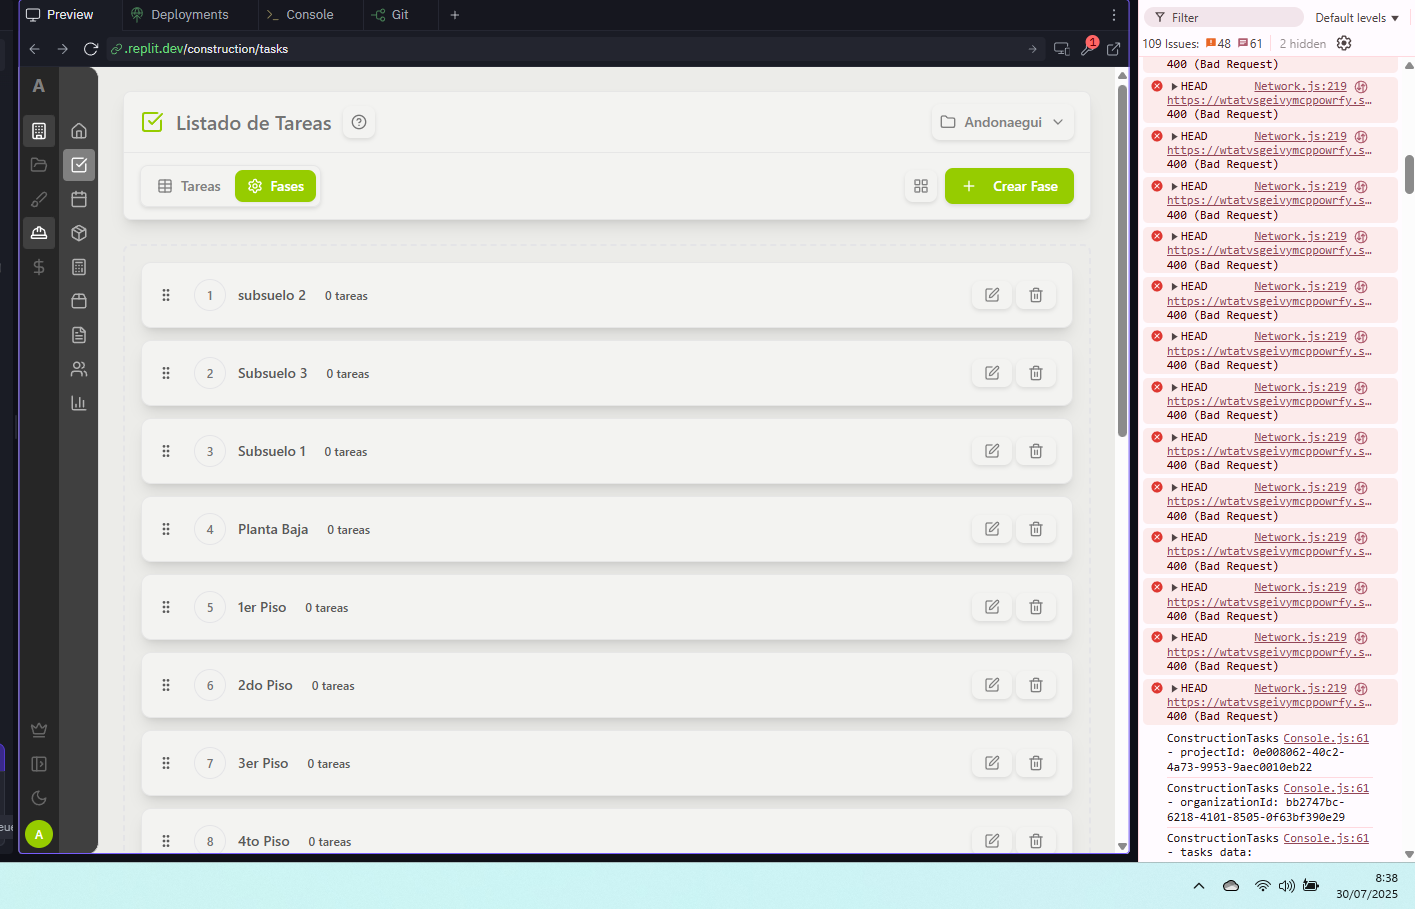 Preview
Deployments
Console
Git
.replit.dev/construction/tasks
1
A
Listado de Tareas
Andonaegui
Tareas
Fases
Crear Fase
1 subsuelo 2 0 tareas
2 Subsuelo 3 0 tareas
3 Subsuelo 1 0 tareas
4 Planta Baja 0 tareas
5 1er Piso 0 tareas
6 2do Piso 0 tareas
7 3er Piso 0 tareas
8 4to Piso 0 tareas
A
Filter
Default levels
109 Issues: 48 61 2 hidden
400 (Bad Request)
HEAD Network.js:219
https://wtatvsgeivymcppowrfy.s…
400 (Bad Request)
HEAD Network.js:219
https://wtatvsgeivymcppowrfy.s…
400 (Bad Request)
HEAD Network.js:219
https://wtatvsgeivymcppowrfy.s…
400 (Bad Request)
HEAD Network.js:219
https://wtatvsgeivymcppowrfy.s…
400 (Bad Request)
HEAD Network.js:219
https://wtatvsgeivymcppowrfy.s…
400 (Bad Request)
HEAD Network.js:219
https://wtatvsgeivymcppowrfy.s…
400 (Bad Request)
HEAD Network.js:219
https://wtatvsgeivymcppowrfy.s…
400 (Bad Request)
HEAD Network.js:219
https://wtatvsgeivymcppowrfy.s…
400 (Bad Request)
HEAD Network.js:219
https://wtatvsgeivymcppowrfy.s…
400 (Bad Request)
HEAD Network.js:219
https://wtatvsgeivymcppowrfy.s…
400 (Bad Request)
HEAD Network.js:219
https://wtatvsgeivymcppowrfy.s…
400 (Bad Request)
HEAD Network.js:219
https://wtatvsgeivymcppowrfy.s…
400 (Bad Request)
HEAD Network.js:219
https://wtatvsgeivymcppowrfy.s…
400 (Bad Request)
ConstructionTasks Console.js:61
- projectId: 0e008062-40c2-
4a73-9953-9aec0010eb22
ConstructionTasks Console.js:61
- organizationId: bb2747bc-
6218-4101-8505-0f63bf390e29
ConstructionTasks Console.js:61
- tasks data:
8:38
30/07/2025